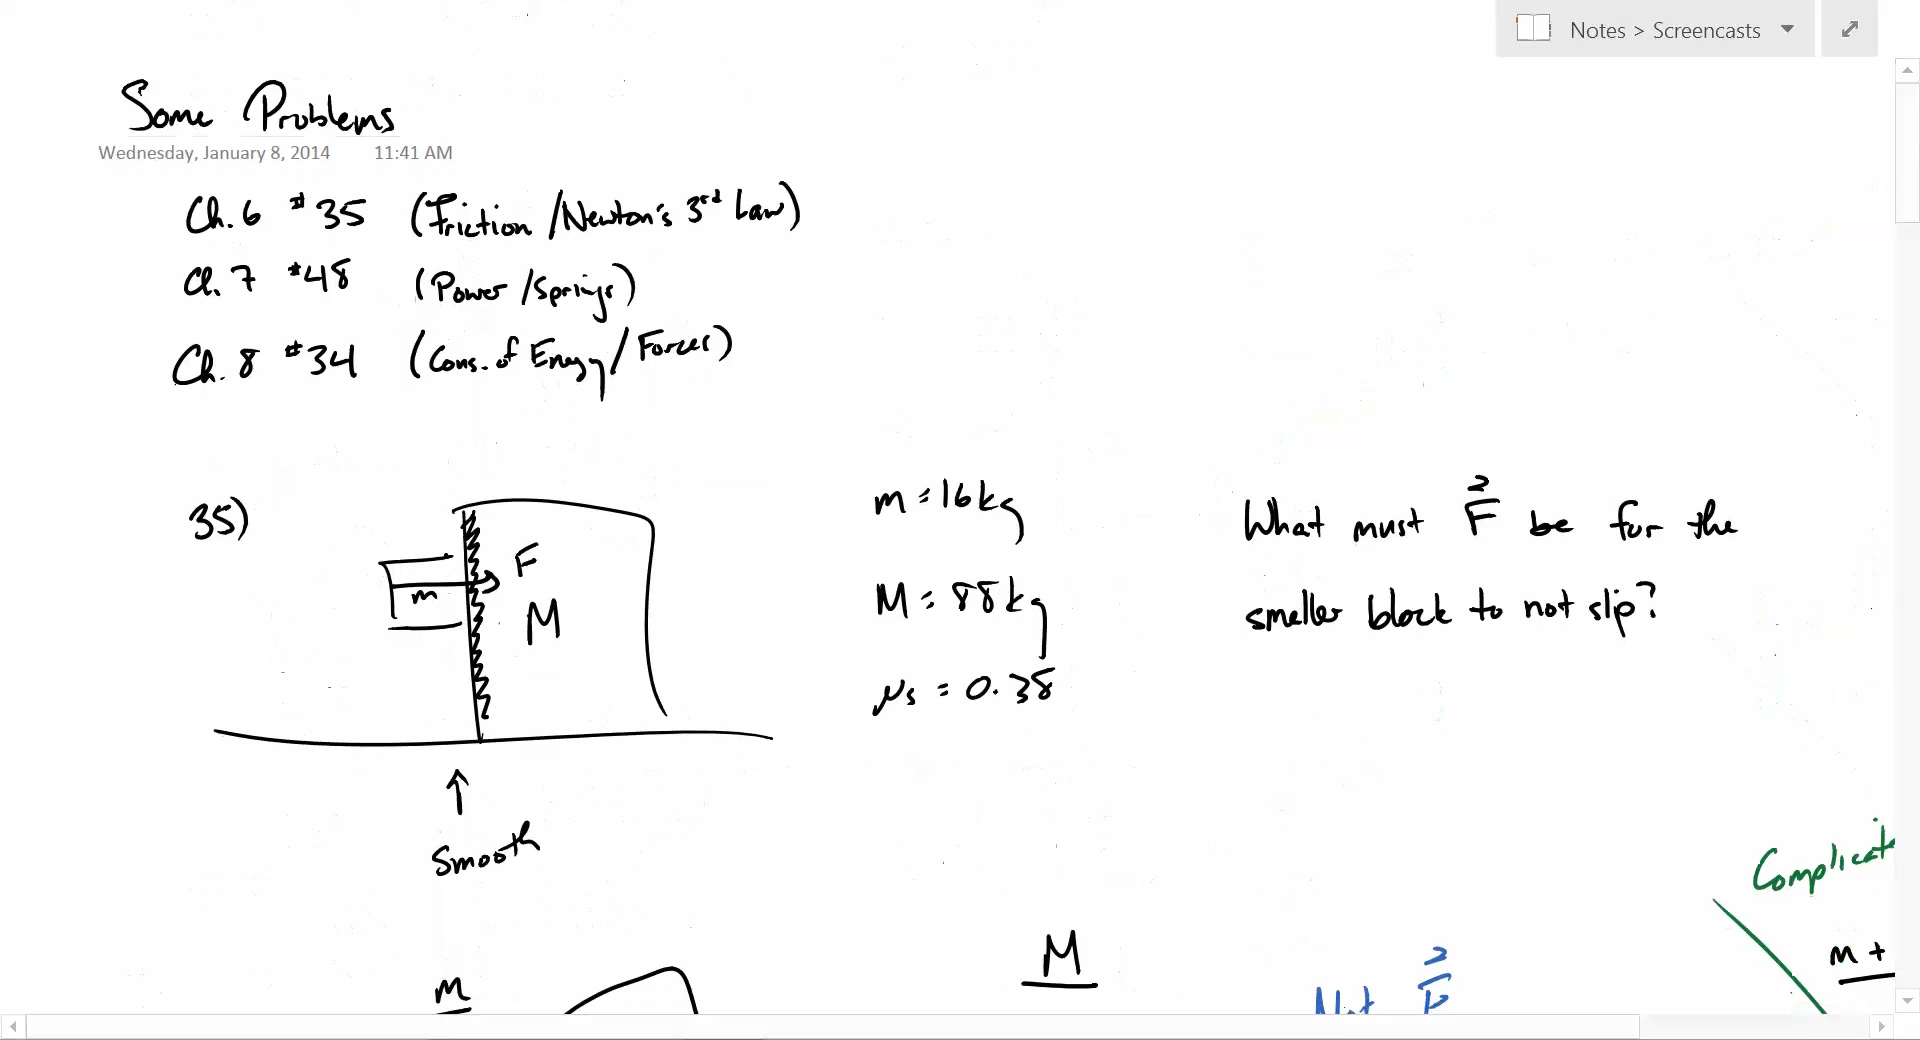 Notes > Screencasts
Some Problems
Wednesday, January 8, 2014 11:41 AM
Ch. 6 #35 (Friction / Newton's 3rd Law)
Ch. 7 #48 (Power / Springs)
Ch. 8 #34 (Cons. of Energy / Forces)
35)
F
m
M
Smooth
m = 16 kg
M = 88 kg
μs = 0.38
What must F be for the
smaller block to not slip?
Complicate
m
M
F
m +